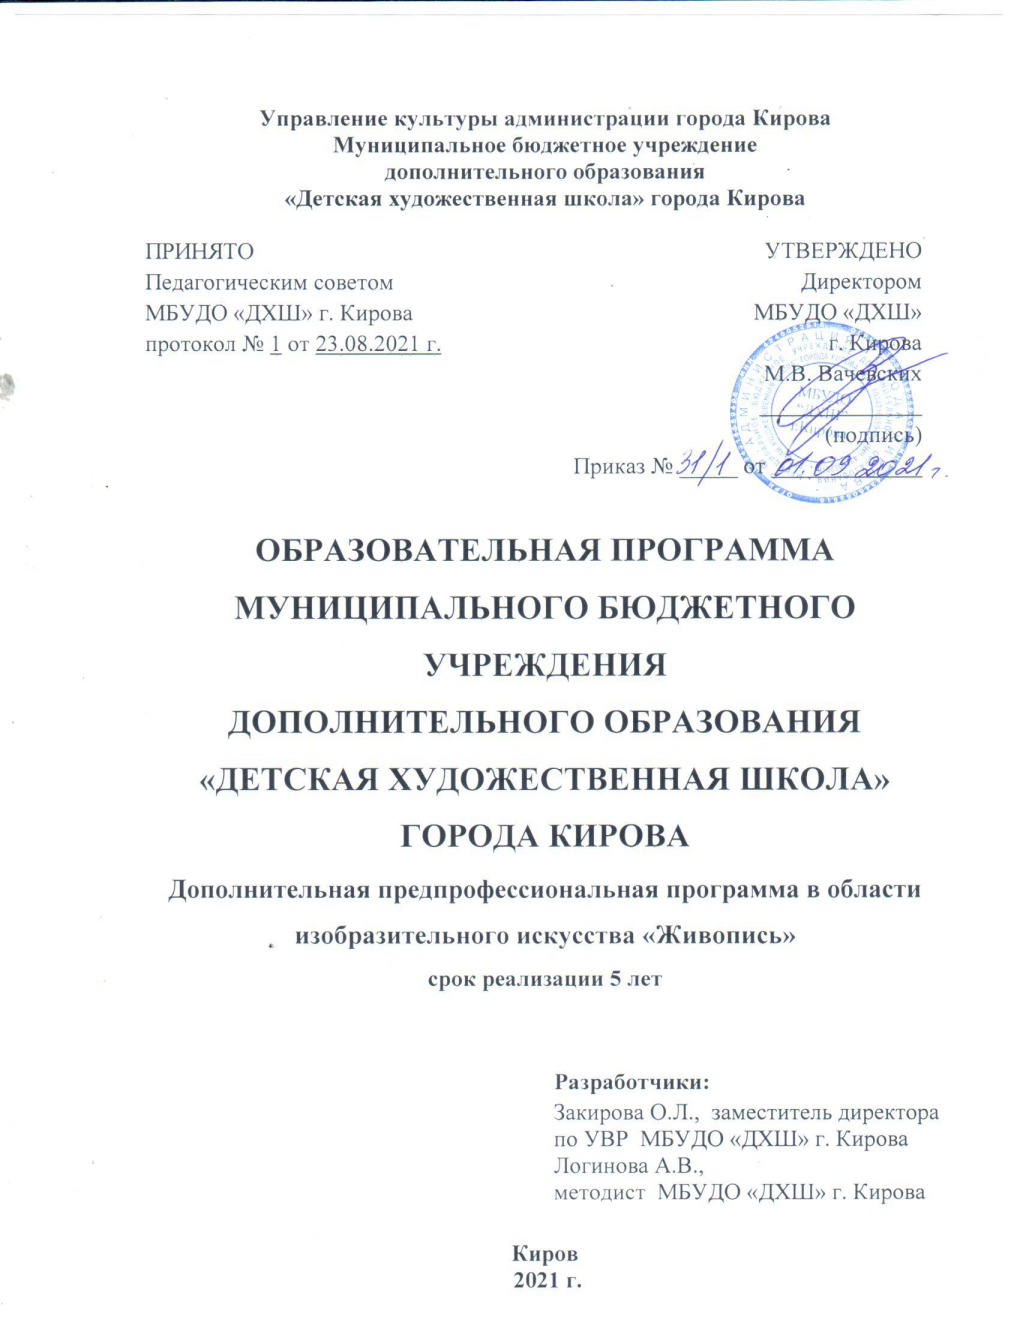 Управление культуры администрации города Кирова
Муниципальное бюджетное учреждение
дополнительного образования
«Детская художественная школа» города Кирова
ПРИНЯТО
Педагогическим советом
МБУДО «ДХШ» г. Кирова
протокол № 1 от 23.08.2021 г.
УТВЕРЖДЕНО
Директором
МБУДО «ДХШ»
г. Кирова
М.В. Вачевских
(подпись)
Приказ № 31/1 от 01.09.2021 г.
МБУДО
"ДХШ"
г.Кирова
ОБРАЗОВАТЕЛЬНАЯ ПРОГРАММА
МУНИЦИПАЛЬНОГО БЮДЖЕТНОГО
УЧРЕЖДЕНИЯ
ДОПОЛНИТЕЛЬНОГО ОБРАЗОВАНИЯ
«ДЕТСКАЯ ХУДОЖЕСТВЕННАЯ ШКОЛА»
ГОРОДА КИРОВА
Дополнительная предпрофессиональная программа в области
изобразительного искусства «Живопись»
срок реализации 5 лет
Разработчики:
Закирова О.Л., заместитель директора
по УВР МБУДО «ДХШ» г. Кирова
Логинова А.В.,
методист МБУДО «ДХШ» г. Кирова
Киров
2021 г.